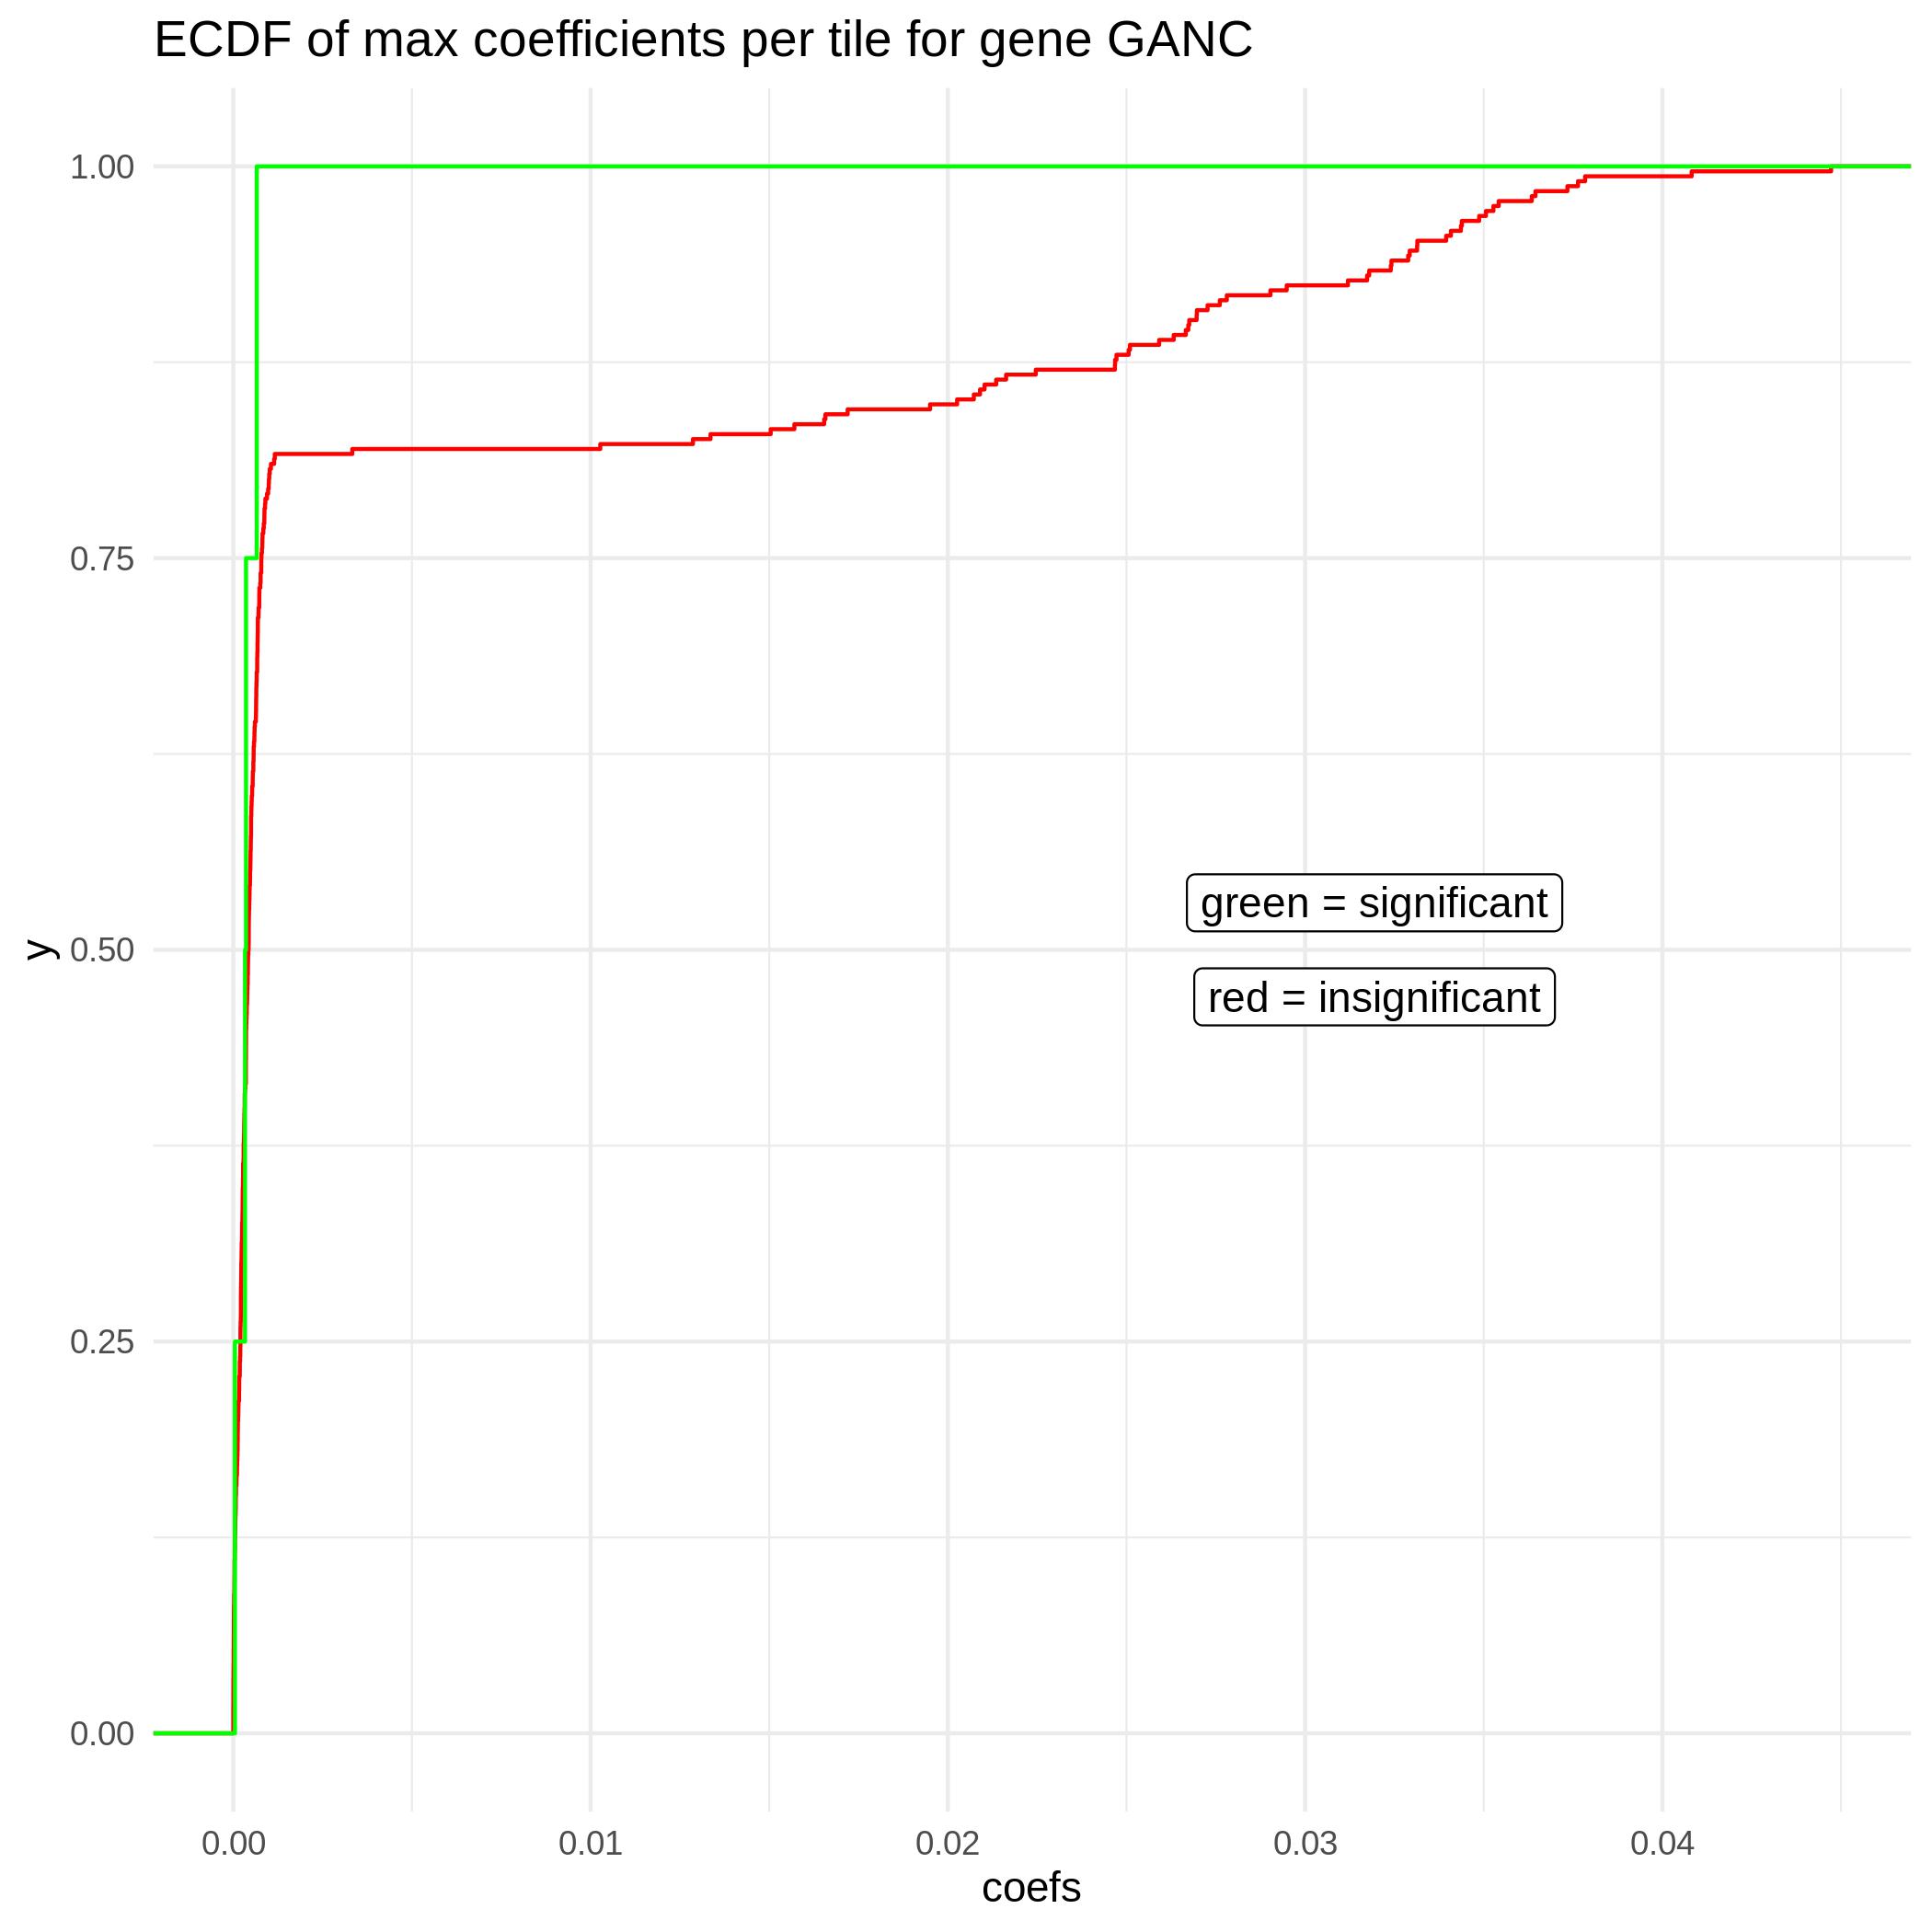 ECDF of max coefficients per tile for gene GANC
1.00
0.75
0.50
0.25
0.00
y
green = significant
red = insignificant
0.00 0.01 0.02 0.03 0.04
coefs